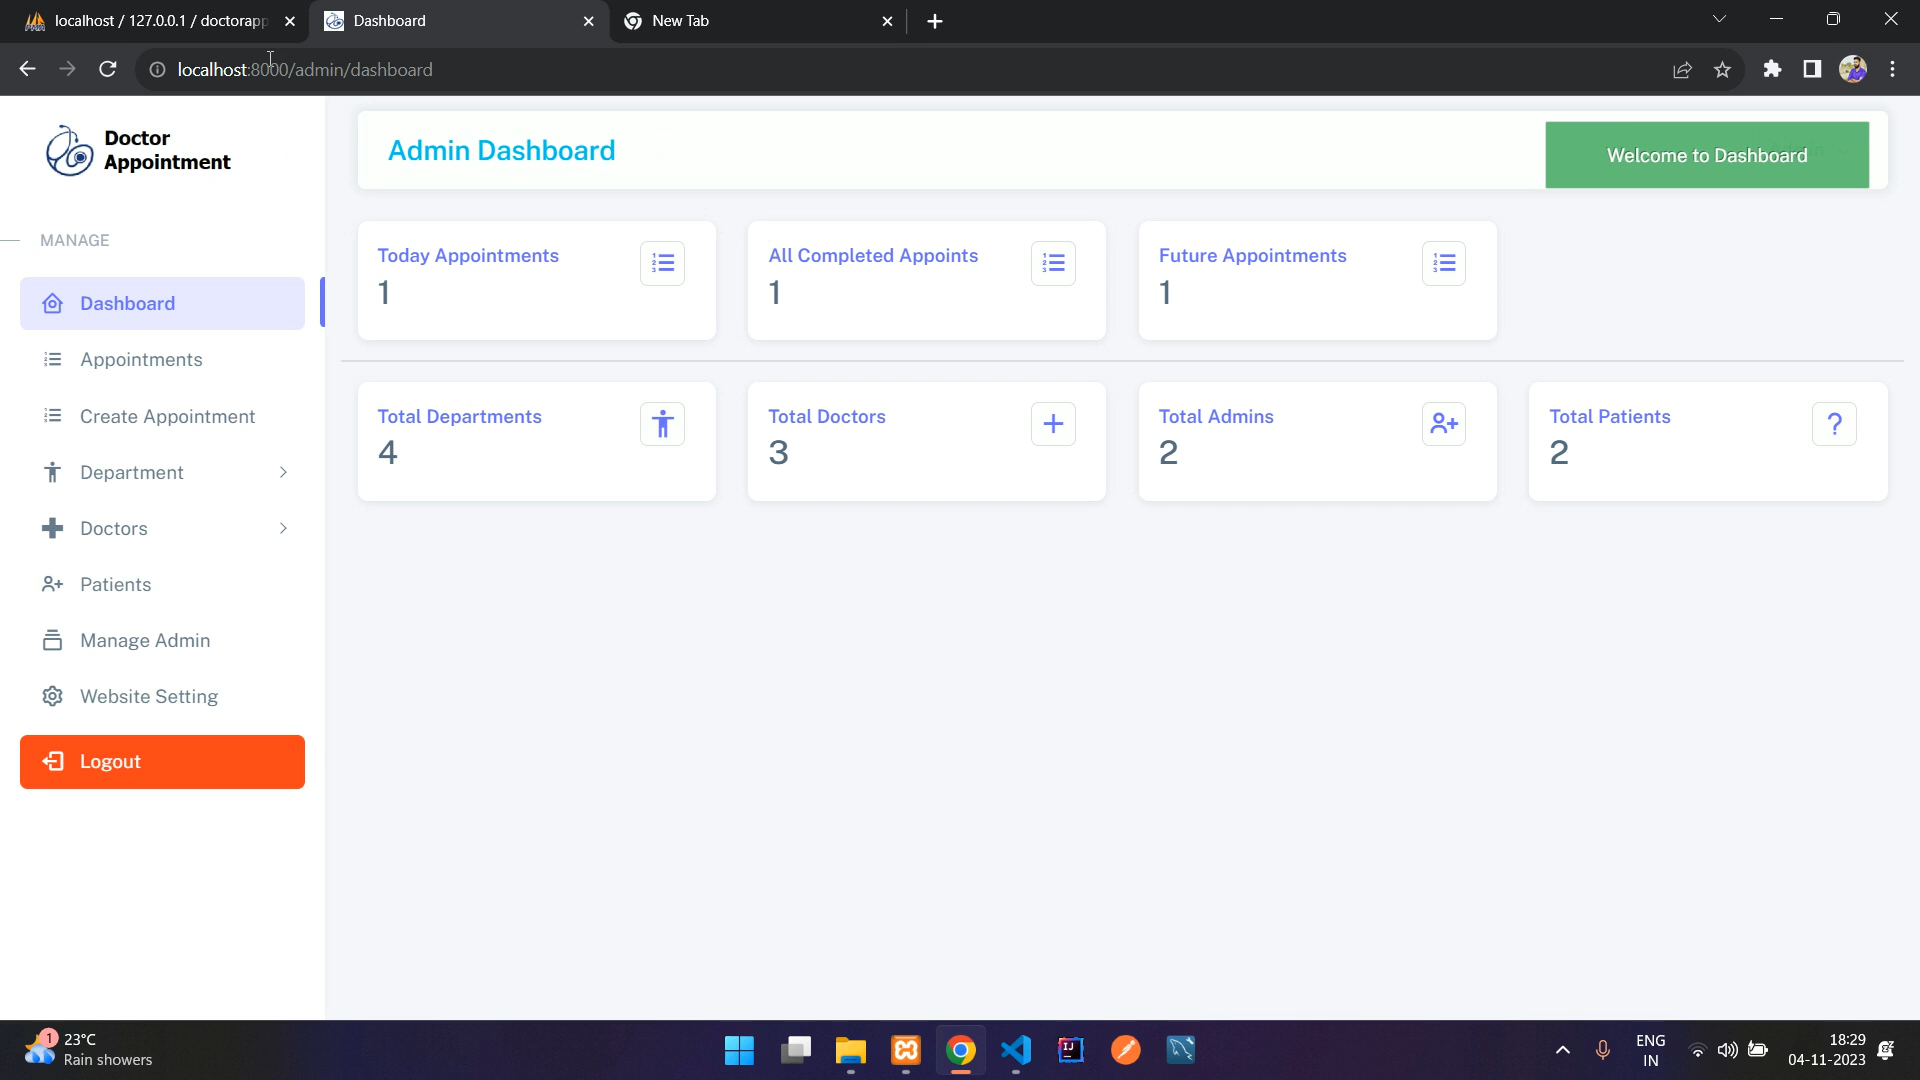 localhost / 127.0.0.1 / doctorapp
Dashboard
New Tab
localhost:8000/admin/dashboard
Doctor
Appointment
MANAGE
Dashboard
Appointments
Create Appointment
Department
Doctors
Patients
Manage Admin
Website Setting
Logout
Admin Dashboard
Welcome to Dashboard
Today Appointments
1
All Completed Appoints
1
Future Appointments
1
Total Departments
4
Total Doctors
3
Total Admins
2
Total Patients
2
?
1
23°C
Rain showers
IJ
ENG
IN
18:29
04-11-2023